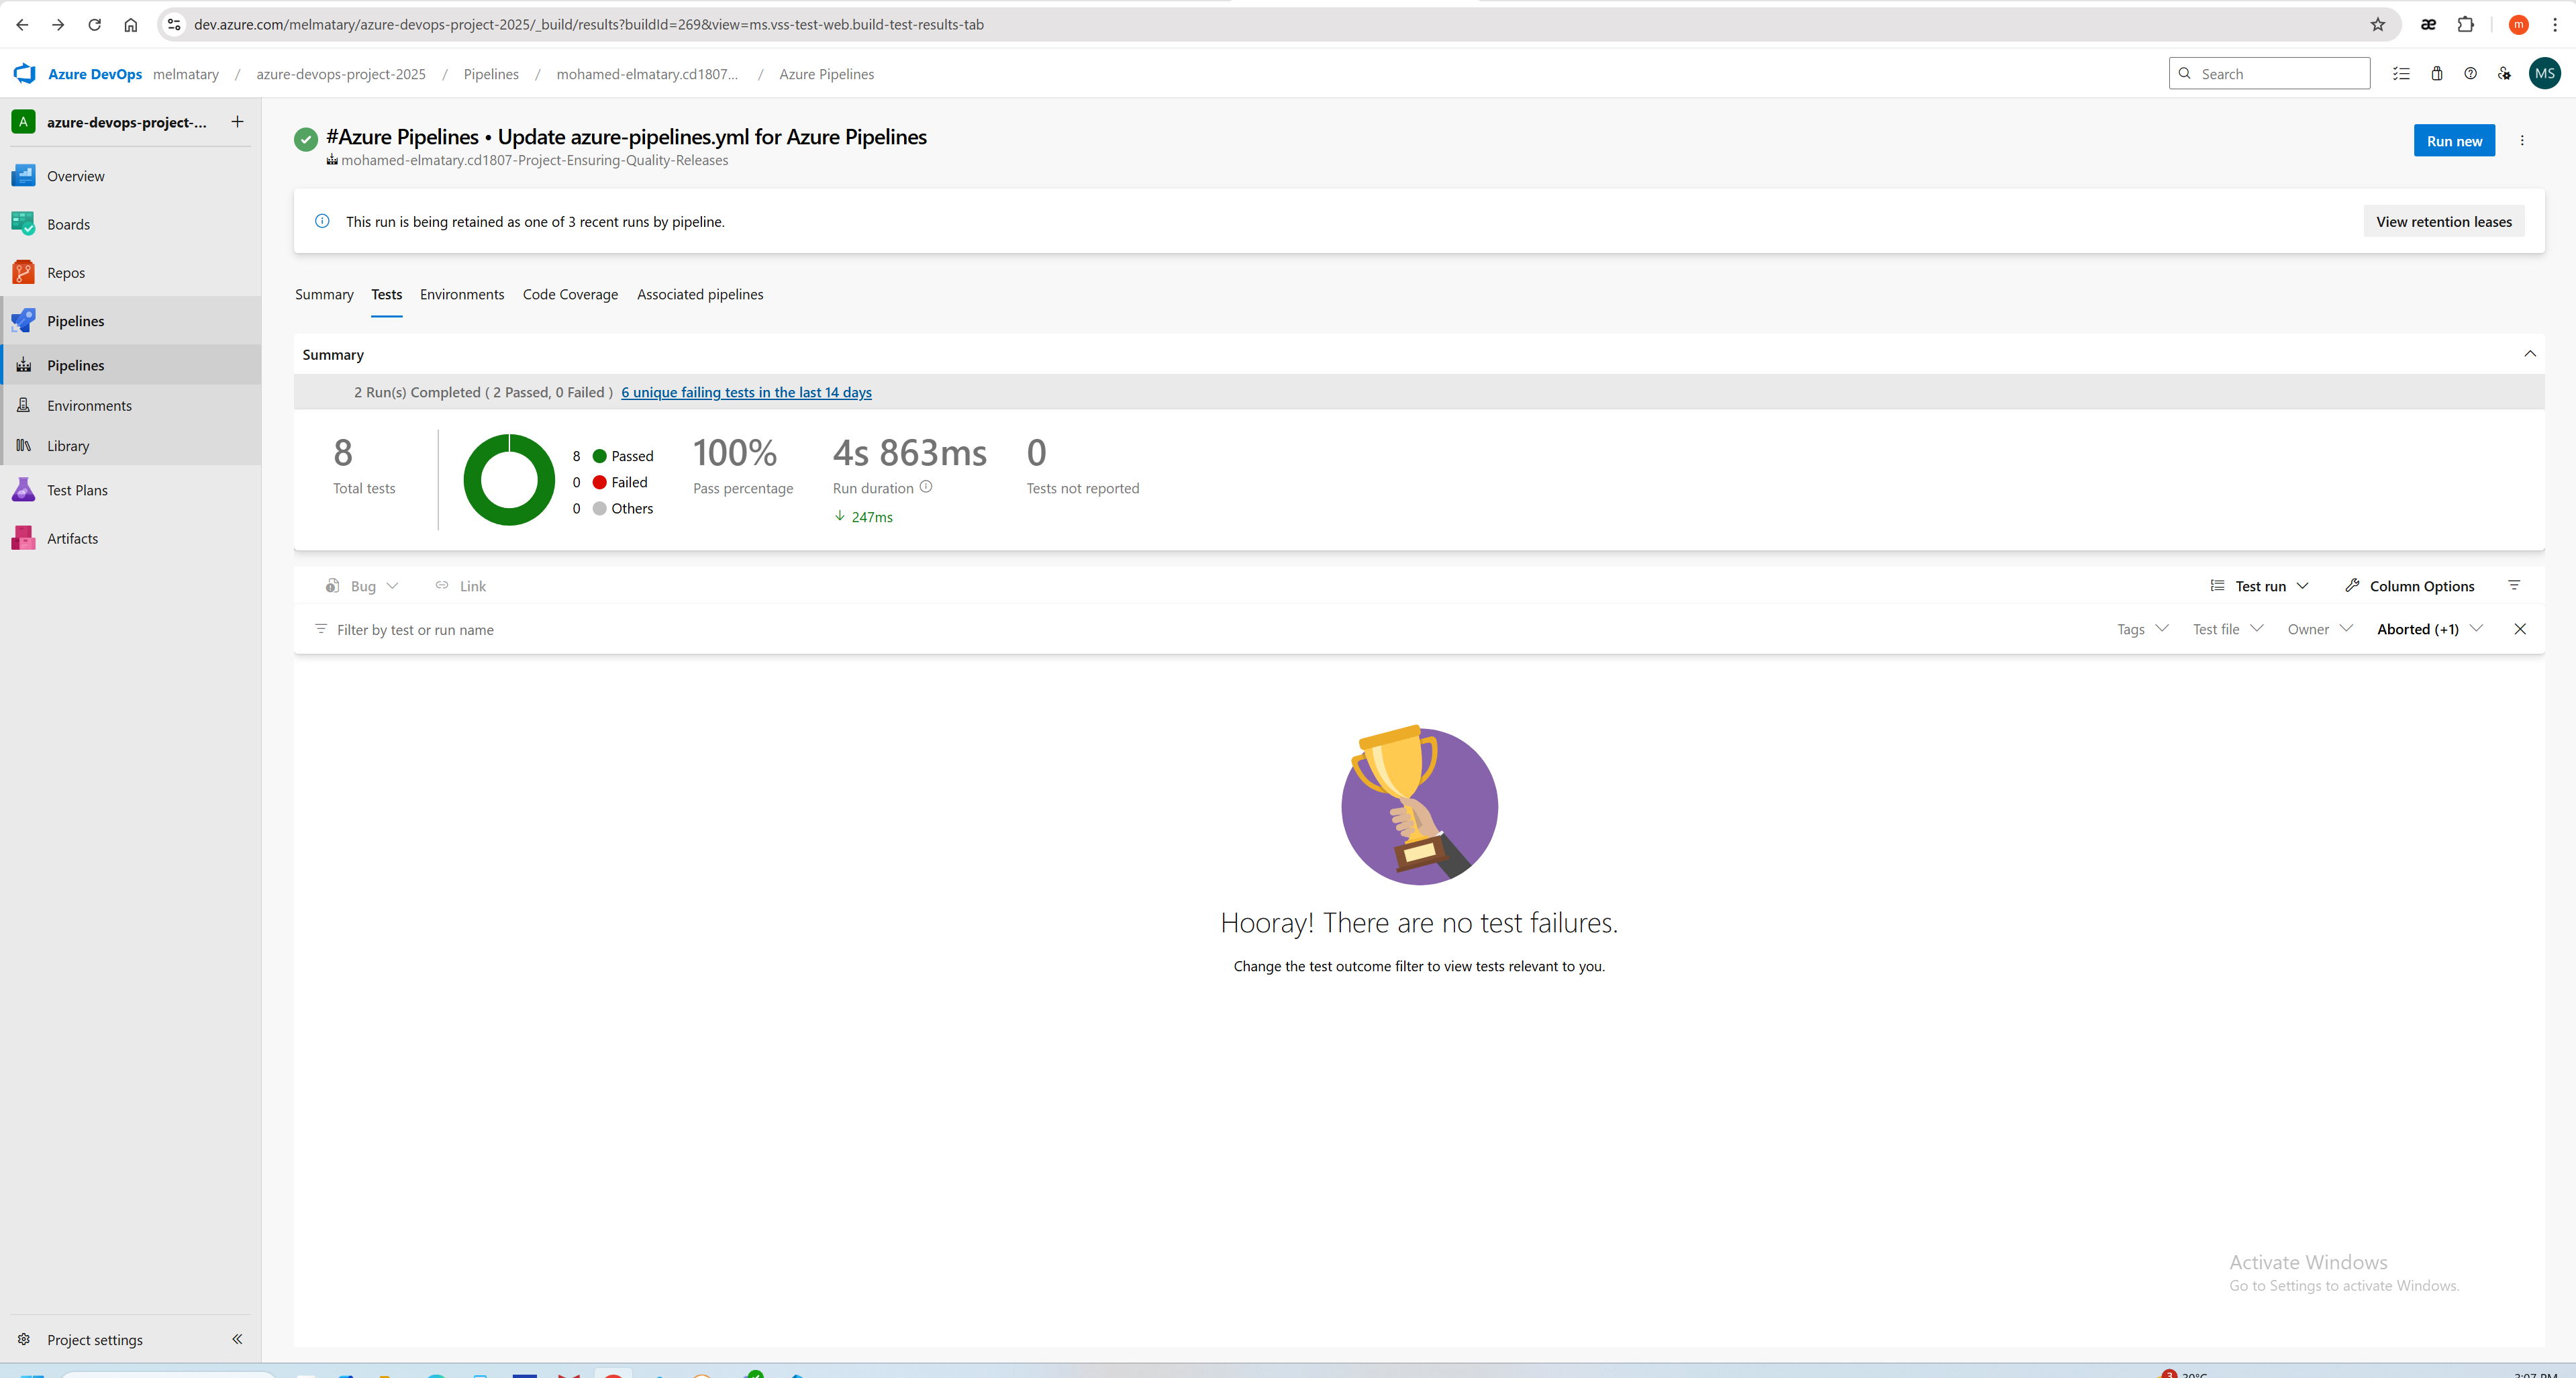 dev.azure.com/melmatary/azure-devops-project-2025/_build/results?buildId=269&view=ms.vss-test-web.build-test-results-tab
æ
m
Azure DevOps melmatary / azure-devops-project-2025 / Pipelines / mohamed-elmatary.cd1807... / Azure Pipelines
Search
MS
A azure-devops-project-...
Overview
Boards
Repos
Pipelines
Pipelines
Environments
Library
Test Plans
Artifacts
Project settings
#Azure Pipelines • Update azure-pipelines.yml for Azure Pipelines
mohamed-elmatary.cd1807-Project-Ensuring-Quality-Releases
Run new
This run is being retained as one of 3 recent runs by pipeline.
View retention leases
Summary Tests Environments Code Coverage Associated pipelines
Summary
2 Run(s) Completed ( 2 Passed, 0 Failed ) 6 unique failing tests in the last 14 days
8
Total tests
8 Passed
0 Failed
0 Others
100%
Pass percentage
4s 863ms
Run duration
247ms
0
Tests not reported
Bug Link
Test run Column Options
Filter by test or run name
Tags Test file Owner Aborted (+1)
Hooray! There are no test failures.
Change the test outcome filter to view tests relevant to you.
Activate Windows
Go to Settings to activate Windows.